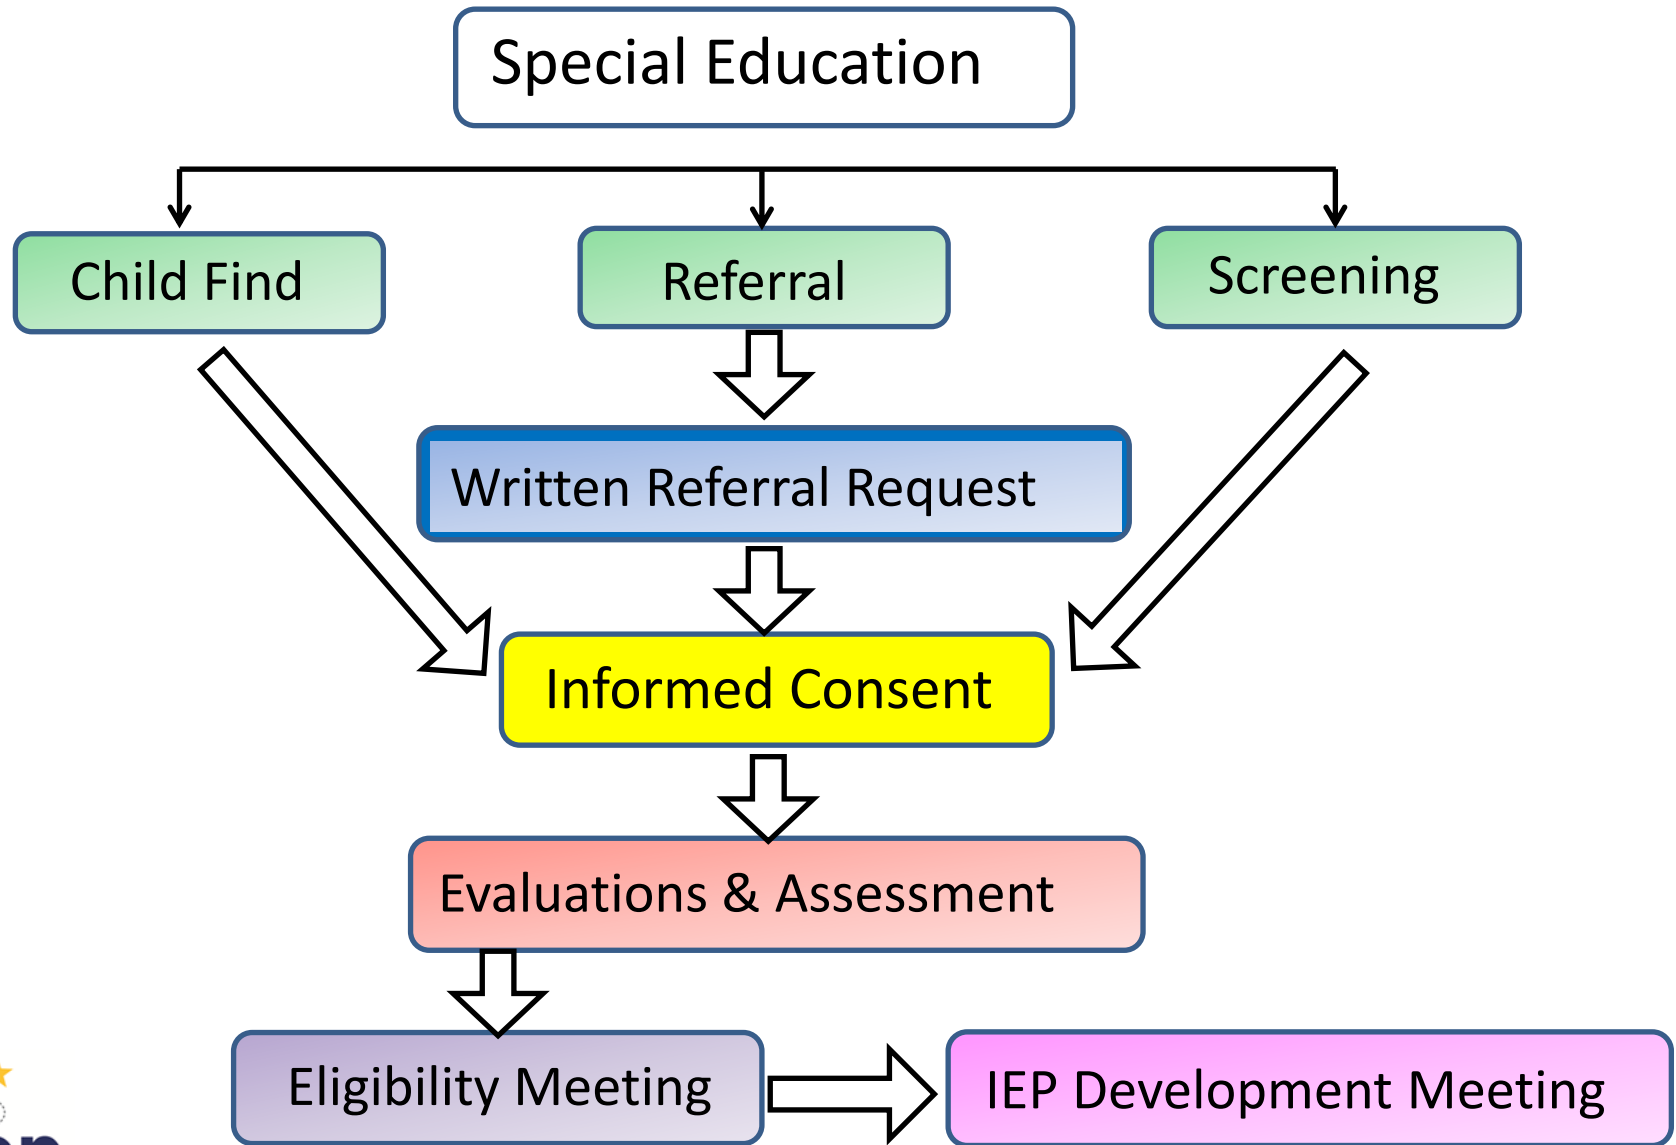 Special Education
Child Find
Referral
Screening
Written Referral Request
Informed Consent
Evaluations & Assessment
Eligibility Meeting
IEP Development Meeting